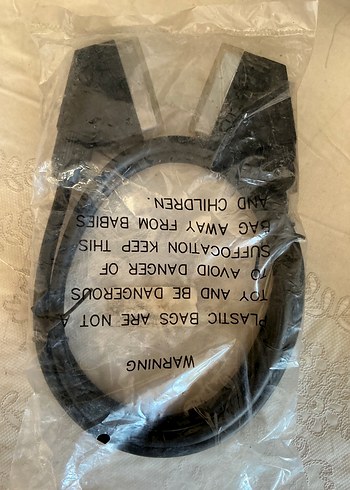 WARNING
PLASTIC BAGS ARE NOT A
TOY AND BE DANGEROUS
TO AVOID DANGER OF
SUFFOCATION KEEP THIS
BAG AWAY FROM BABIES
AND CHILDREN.